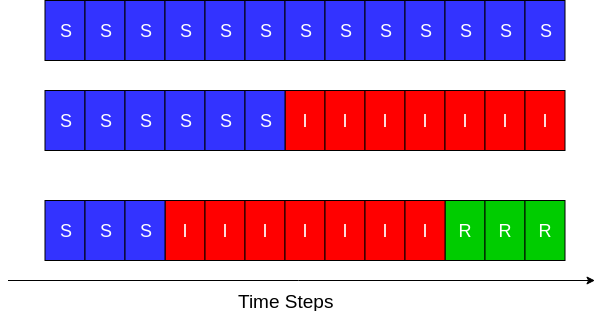 S S S S S S S S S S S S S
S S S S S S I I I I I I I
S S S I I I I I I I R R R
Time Steps